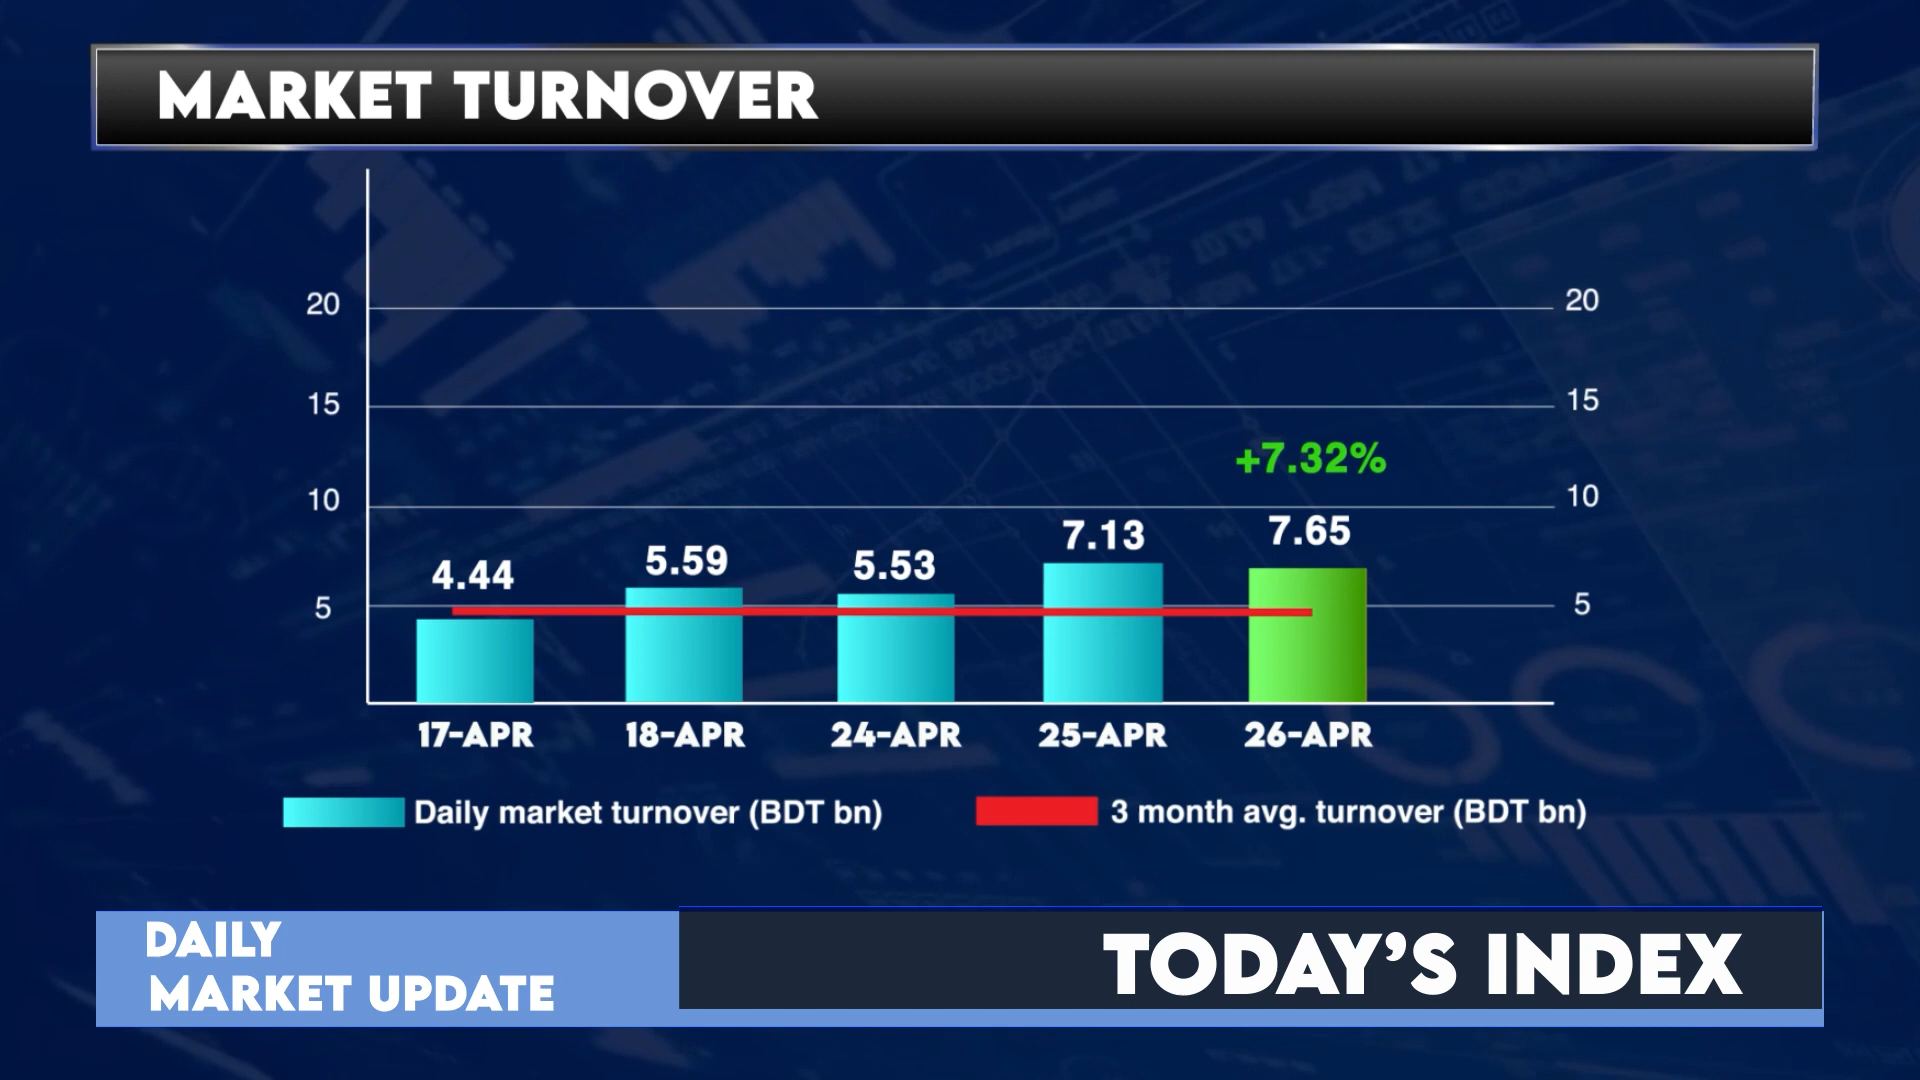 MARKET TURNOVER
20 20
15 15
+7.32%
10 10
4.44 5.59 5.53 7.13 7.65
5 5
17-APR 18-APR 24-APR 25-APR 26-APR
Daily market turnover (BDT bn) 3 month avg. turnover (BDT bn)
DAILY
MARKET UPDATE
TODAY'S INDEX